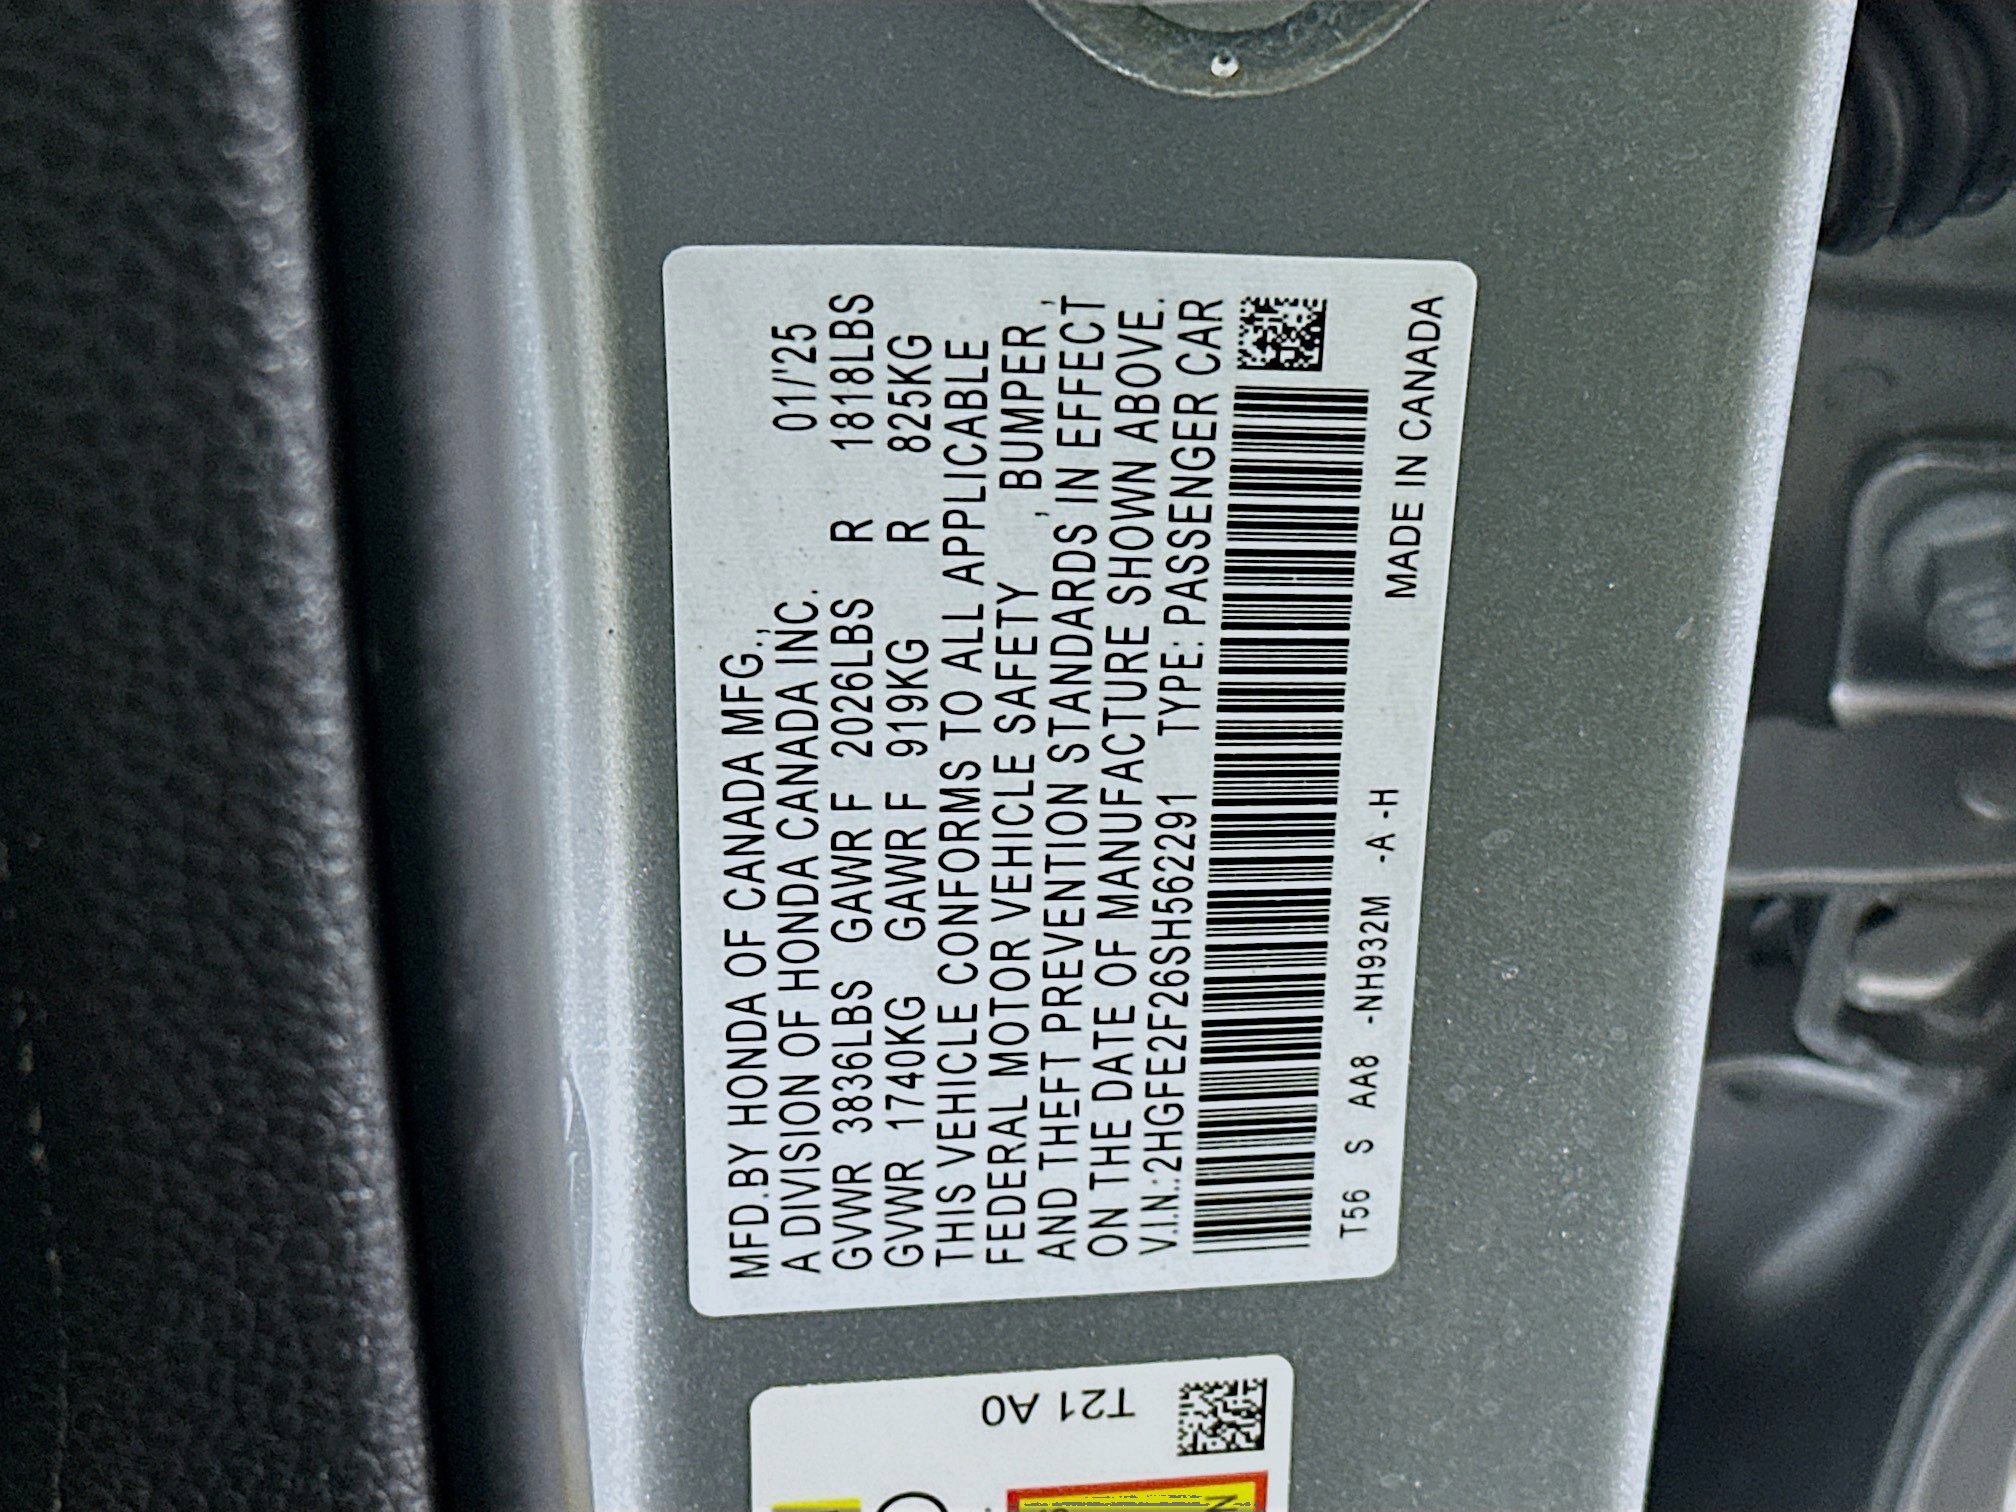 MFD.BY HONDA OF CANADA MFG.,
A DIVISION OF HONDA CANADA INC. 01/'25
GVWR 3836LBS GAWR F 2026LBS R 1818LBS
GVWR 1740KG GAWR F 919KG R 825KG
THIS VEHICLE CONFORMS TO ALL APPLICABLE
FEDERAL MOTOR VEHICLE SAFETY , BUMPER ,
AND THEFT PREVENTION STANDARDS IN EFFECT
ON THE DATE OF MANUFACTURE SHOWN ABOVE.
V.I.N.:2HGFE2F26SH562291 TYPE: PASSENGER CAR
T56 S AA8 -NH932M -A -H MADE IN CANADA
T21 A0